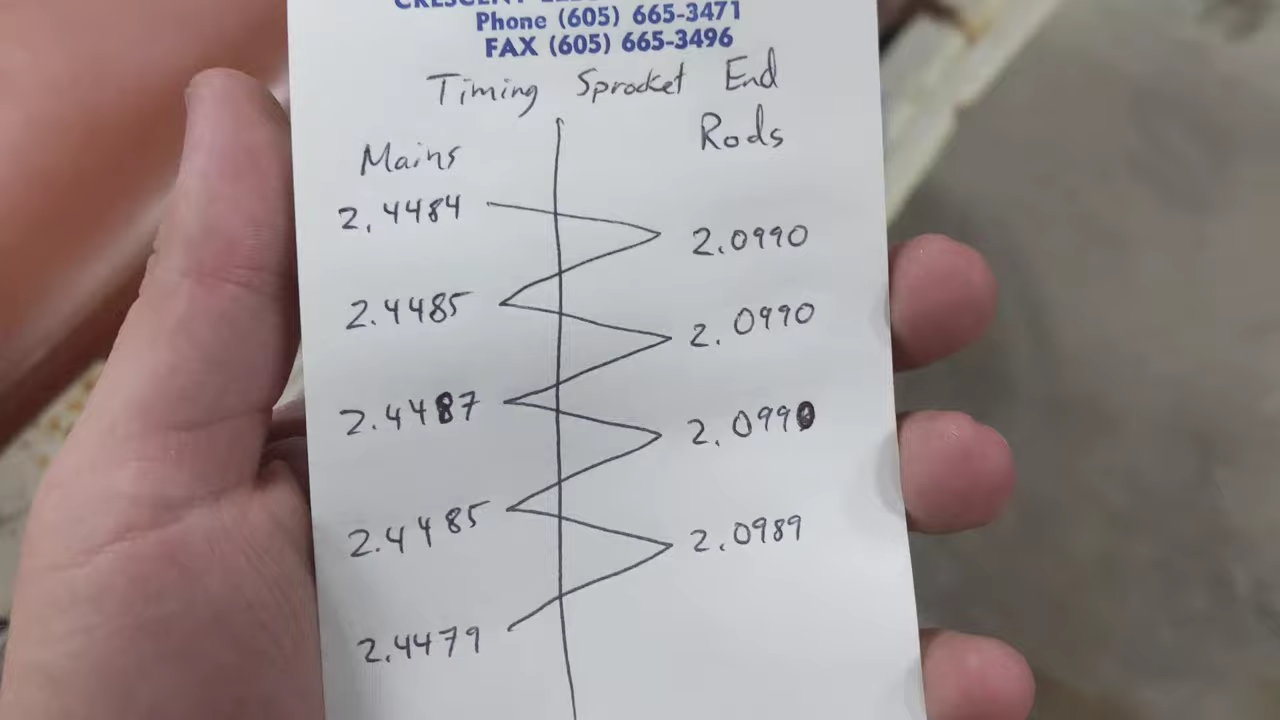 Phone (605) 665-3471
FAX (605) 665-3496
Timing Sprocket End
Mains
Rods
2.4484
2.0990
2.4485
2.0990
2.4487
2.0990
2.4485
2.0989
2.4479